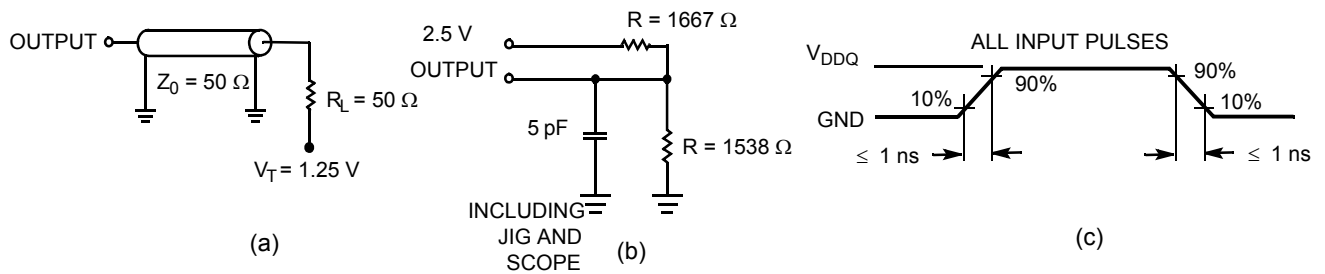 OUTPUT
Z0 = 50 Ω
RL = 50 Ω
VT = 1.25 V
(a)
R = 1667 Ω
2.5 V
OUTPUT
5 pF
R = 1538 Ω
INCLUDING
JIG AND
SCOPE
(b)
ALL INPUT PULSES
VDDQ
90%
90%
10%
10%
GND
≤ 1 ns
≤ 1 ns
(c)